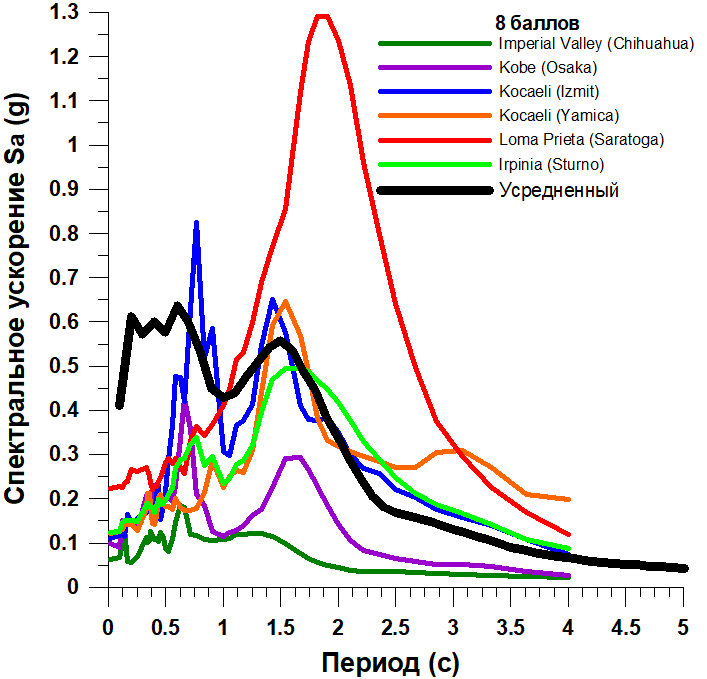 8 баллов
Imperial Valley (Chihuahua)
Kobe (Osaka)
Kocaeli (Izmit)
Kocaeli (Yamica)
Loma Prieta (Saratoga)
Irpinia (Sturno)
Усредненный
Спектральное ускорение Sa (g)
1.3
1.2
1.1
1
0.9
0.8
0.7
0.6
0.5
0.4
0.3
0.2
0.1
0
0 0.5 1 1.5 2 2.5 3 3.5 4 4.5 5
Период (с)